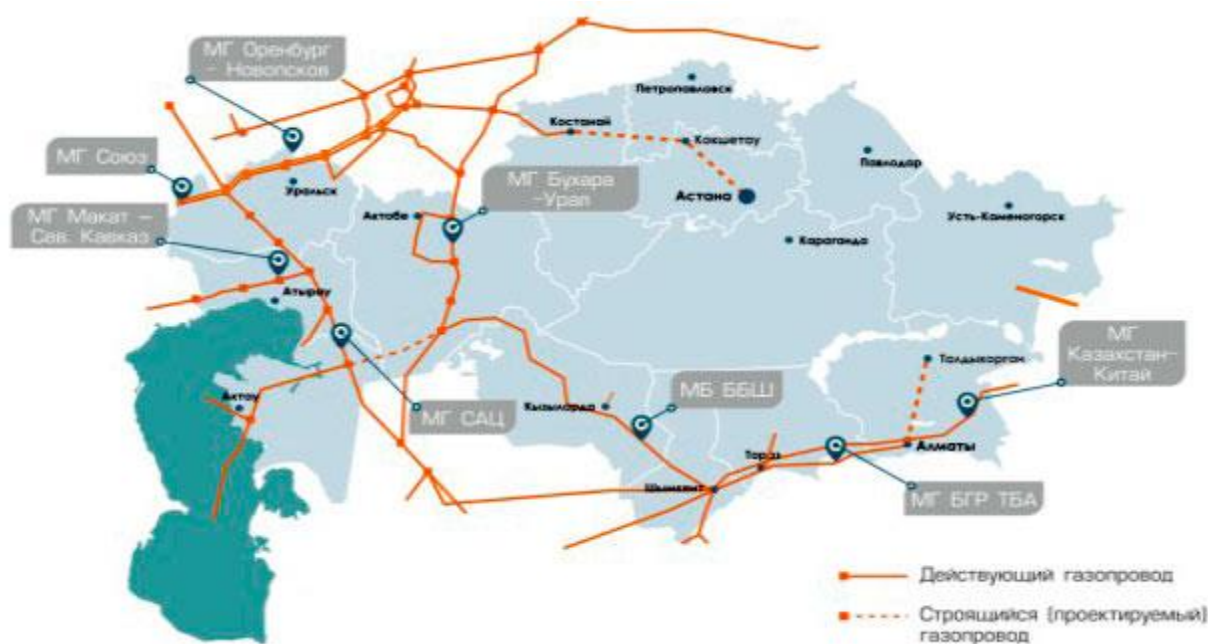 МГ Оренбург
– Новопсков
Петропавловск
Костанай
Кокшетау
МГ Союз
Павлодар
МГ Бухара
-Урал
Уральск
Астана
Актобе
Усть-Каменогорск
МГ Макат –
Сев. Кавказ
Караганда
Атырау
МГ
Казахстан–
Китай
Талдыкорган
МБ ББШ
Актау
Кызылорда
МГ САЦ
Алматы
Тараз
Шымкент
МГ БГР ТБА
Действующий газопровод
Строящийся (проектируемый)
газопровод